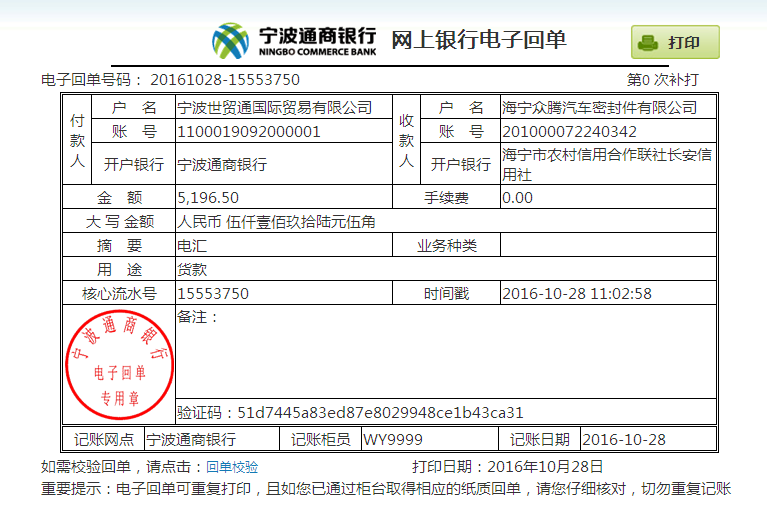 宁波通商银行
NINGBO COMMERCE BANK
网上银行电子回单
打印
电子回单号码： 20161028-15553750
第0 次补打
付款人
户 名
宁波世贸通国际贸易有限公司
收款人
户 名
海宁众腾汽车密封件有限公司
账 号
1100019092000001
账 号
201000072240342
开户银行
宁波通商银行
开户银行
海宁市农村信用合作联社长安信
用社
金 额
5,196.50
手续费
0.00
大 写 金额
人民币 伍仟壹佰玖拾陆元伍角
摘 要
电汇
业务种类
用 途
货款
核心流水号
15553750
时间戳
2016-10-28 11:02:58
宁波通商银行
电子回单
专用章
备注：
验证码：51d7445a83ed87e8029948ce1b43ca31
记账网点
宁波通商银行
记账柜员
WY9999
记账日期
2016-10-28
如需校验回单，请点击：回单校验
打印日期：2016年10月28日
重要提示：电子回单可重复打印，且如您已通过柜台取得相应的纸质回单，请您仔细核对，切勿重复记账